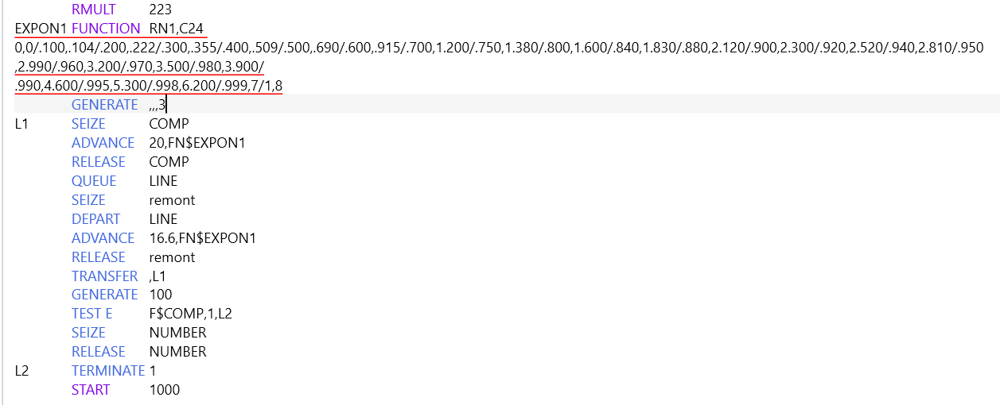 RMULT 223
EXPON1 FUNCTION RN1,C24
0,0/.100,.104/.200,.222/.300,.355/.400,.509/.500,.690/.600,.915/.700,1.200/.750,1.380/.800,1.600/.840,1.830/.880,2.120/.900,2.300/.920,2.520/.940,2.810/.950
,2.990/.960,3.200/.970,3.500/.980,3.900/
.990,4.600/.995,5.300/.998,6.200/.999,7/1,8
GENERATE ,,,3
L1 SEIZE COMP
ADVANCE 20,FN$EXPON1
RELEASE COMP
QUEUE LINE
SEIZE remont
DEPART LINE
ADVANCE 16.6,FN$EXPON1
RELEASE remont
TRANSFER ,L1
GENERATE 100
TEST E F$COMP,1,L2
SEIZE NUMBER
RELEASE NUMBER
L2 TERMINATE 1
START 1000